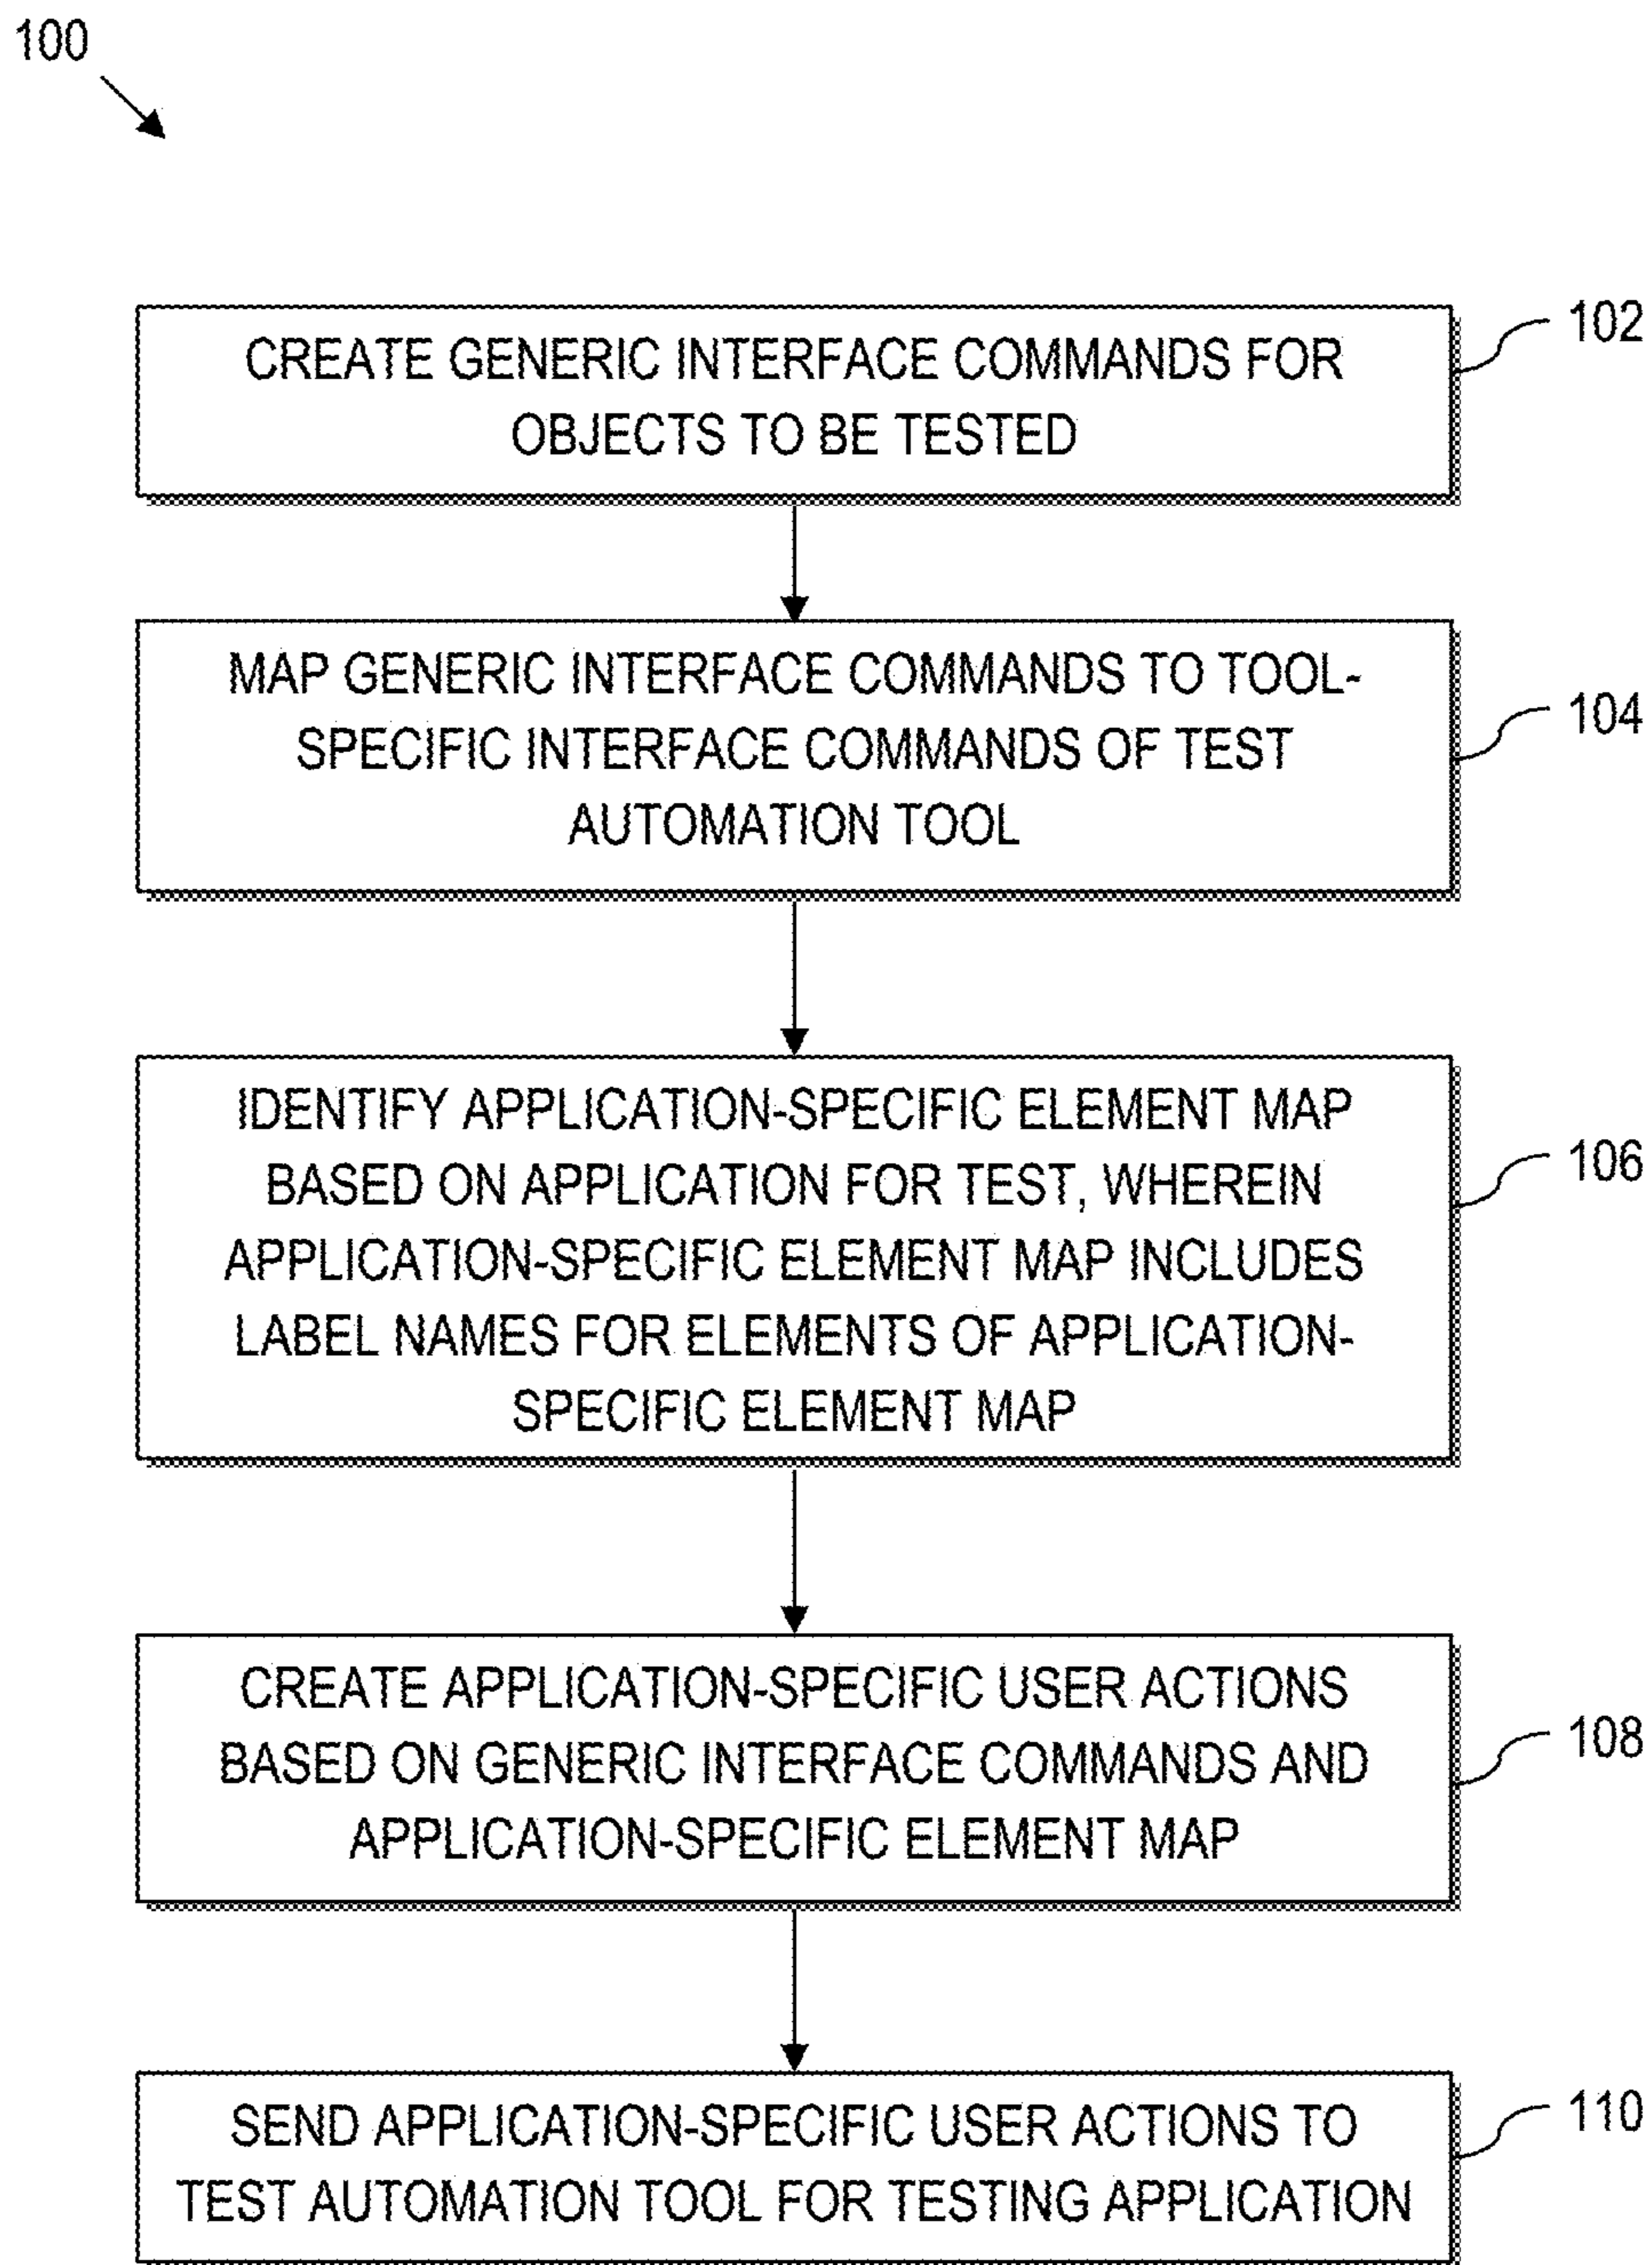 100
CREATE GENERIC INTERFACE COMMANDS FOR
OBJECTS TO BE TESTED
102
MAP GENERIC INTERFACE COMMANDS TO TOOL-
SPECIFIC INTERFACE COMMANDS OF TEST
AUTOMATION TOOL
104
IDENTIFY APPLICATION-SPECIFIC ELEMENT MAP
BASED ON APPLICATION FOR TEST, WHEREIN
APPLICATION-SPECIFIC ELEMENT MAP INCLUDES
LABEL NAMES FOR ELEMENTS OF APPLICATION-
SPECIFIC ELEMENT MAP
106
CREATE APPLICATION-SPECIFIC USER ACTIONS
BASED ON GENERIC INTERFACE COMMANDS AND
APPLICATION-SPECIFIC ELEMENT MAP
108
SEND APPLICATION-SPECIFIC USER ACTIONS TO
TEST AUTOMATION TOOL FOR TESTING APPLICATION
110